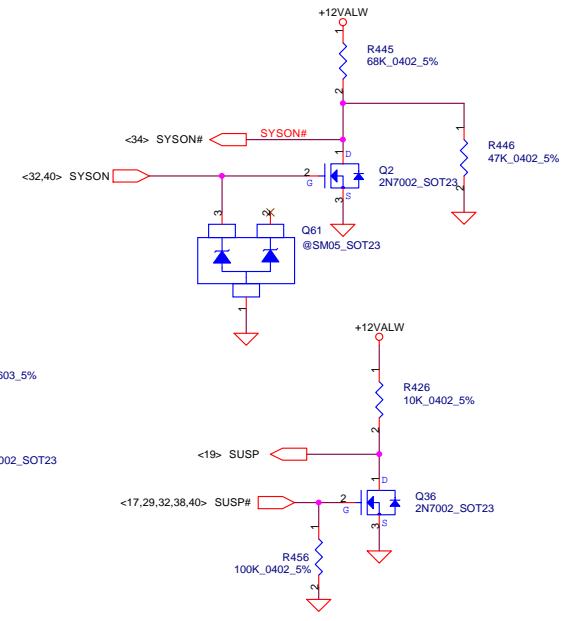 +12VALW
1
R445
68K_0402_5%
2
<34> SYSON#
SYSON#
1
R446
47K_0402_5%
2
1
D
<32,40> SYSON
2
G
Q2
2N7002_SOT23
S
3
3
2
Q61
@SM05_SOT23
1
+12VALW
603_5%
1
R426
10K_0402_5%
2
002_SOT23
<19> SUSP
1
D
<17,29,32,38,40> SUSP#
2
G
Q36
2N7002_SOT23
S
3
1
R456
100K_0402_5%
2